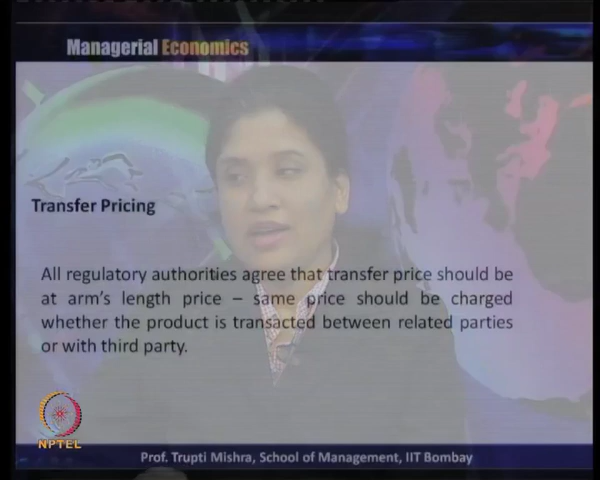 Managerial Economics
Transfer Pricing
All regulatory authorities agree that transfer price should be
at arm's length price – same price should be charged
whether the product is transacted between related parties
or with third party.
NPTEL
Prof. Trupti Mishra, School of Management, IIT Bombay